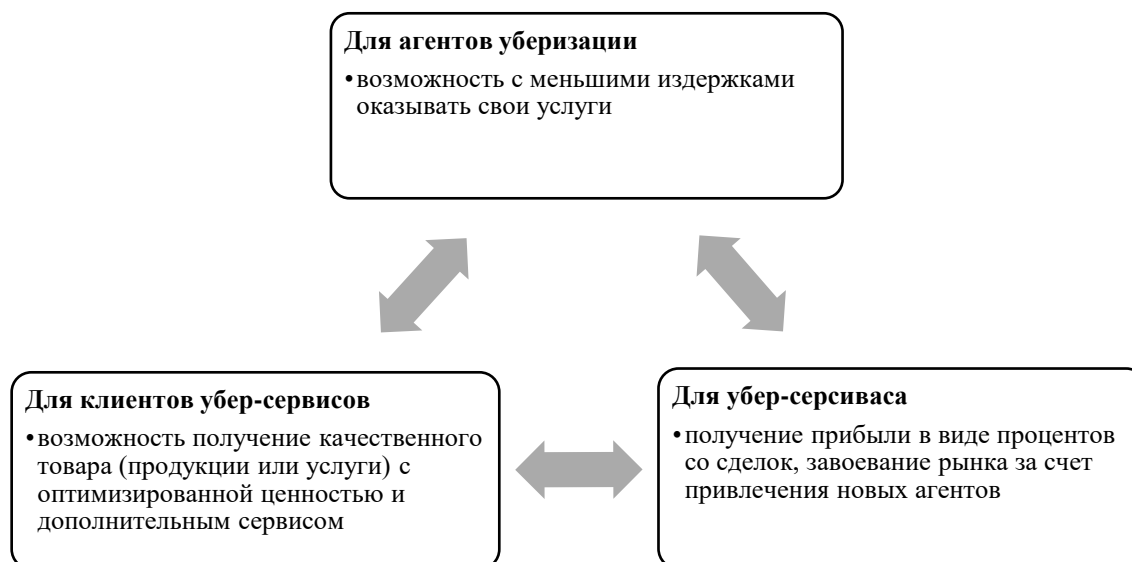 Для агентов уберизации
•возможность с меньшими издержками
оказывать свои услуги
Для клиентов убер-сервисов
•возможность получение качественного
товара (продукции или услуги) с
оптимизированной ценностью и
дополнительным сервисом
Для убер-серсиваса
•получение прибыли в виде процентов
со сделок, завоевание рынка за счет
привлечения новых агентов